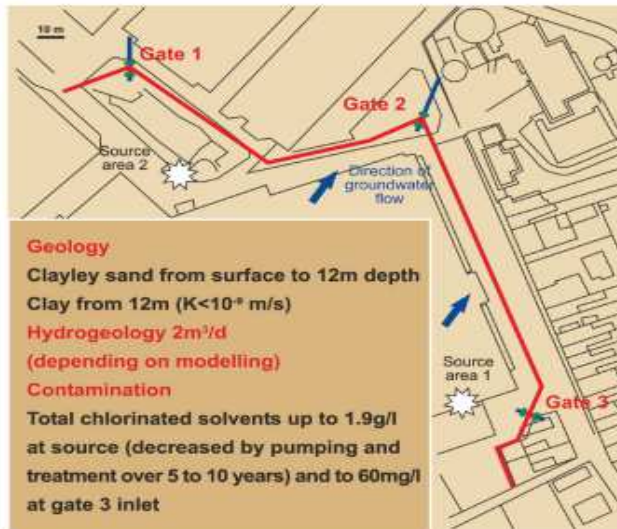 10 m
Gate 1
Gate 2
Source
area 2
Direction of
groundwater
flow
Geology
Clayley sand from surface to 12m depth
Clay from 12m (K<10⁻⁹ m/s)
Hydrogeology 2m³/d
(depending on modelling)
Contamination
Total chlorinated solvents up to 1.9g/l
at source (decreased by pumping and
treatment over 5 to 10 years) and to 60mg/l
at gate 3 inlet
Source
area 1
Gate 3